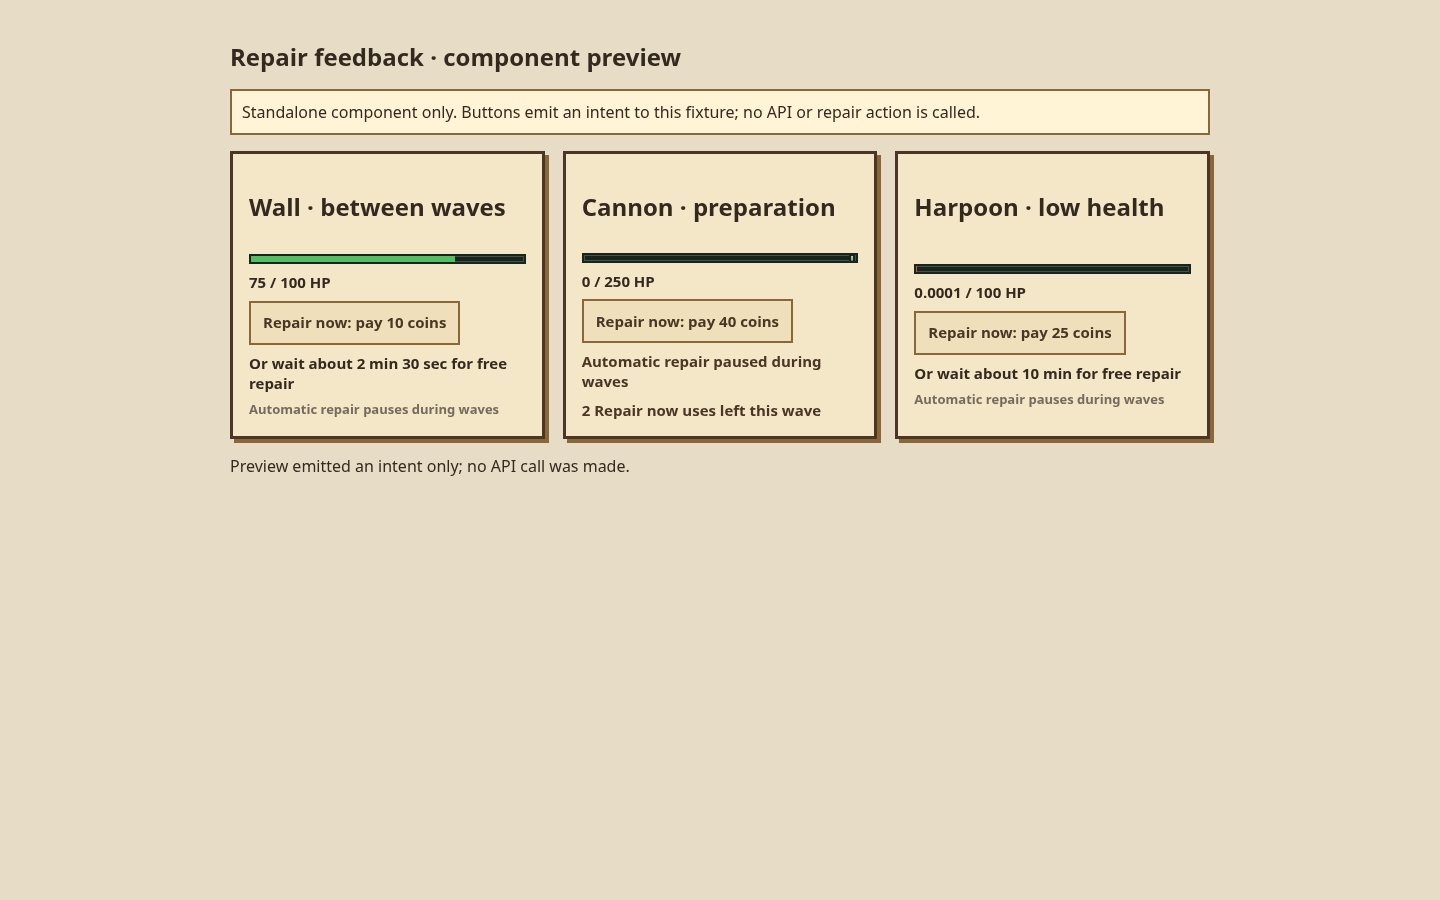 Repair feedback · component preview
Standalone component only. Buttons emit an intent to this fixture; no API or repair action is called.
Wall · between waves
75 / 100 HP
Repair now: pay 10 coins
Or wait about 2 min 30 sec for free
repair
Automatic repair pauses during waves
Cannon · preparation
0 / 250 HP
Repair now: pay 40 coins
Automatic repair paused during
waves
2 Repair now uses left this wave
Harpoon · low health
0.0001 / 100 HP
Repair now: pay 25 coins
Or wait about 10 min for free repair
Automatic repair pauses during waves
Preview emitted an intent only; no API call was made.